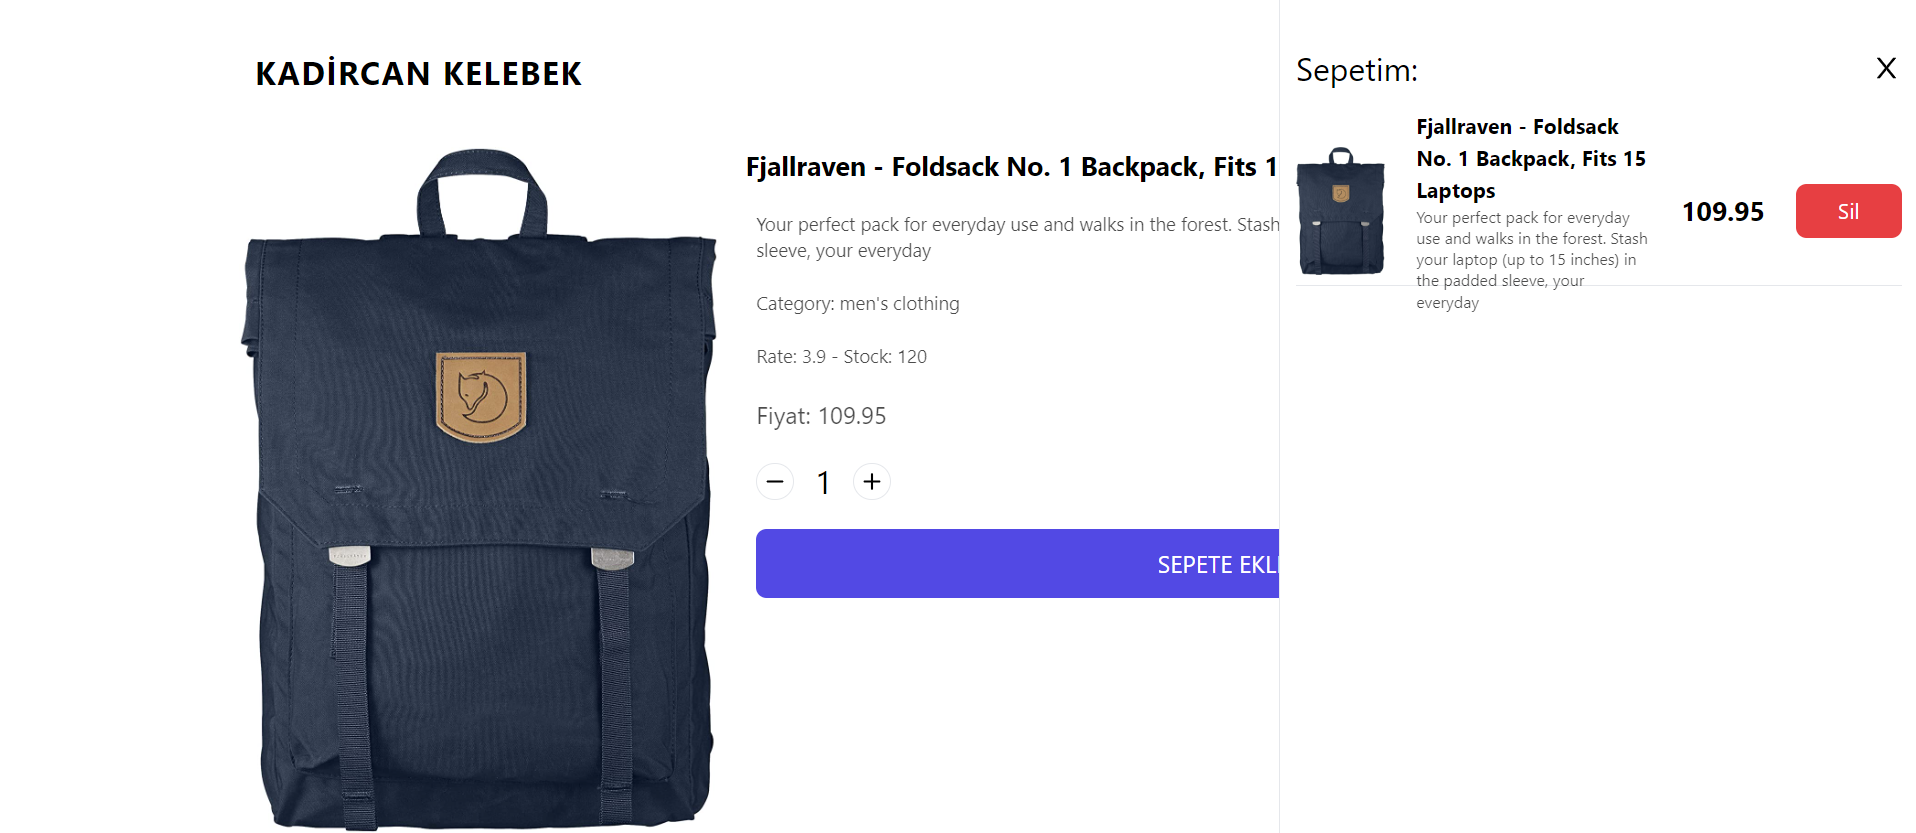 KADİRCAN KELEBEK
Fjallraven - Foldsack No. 1 Backpack, Fits 1
Your perfect pack for everyday use and walks in the forest. Stash
sleeve, your everyday
Category: men's clothing
Rate: 3.9 - Stock: 120
Fiyat: 109.95
1
SEPETE EKL
Sepetim:
X
Fjallraven - Foldsack
No. 1 Backpack, Fits 15
Laptops
Your perfect pack for everyday
use and walks in the forest. Stash
your laptop (up to 15 inches) in
the padded sleeve, your
everyday
109.95
Sil